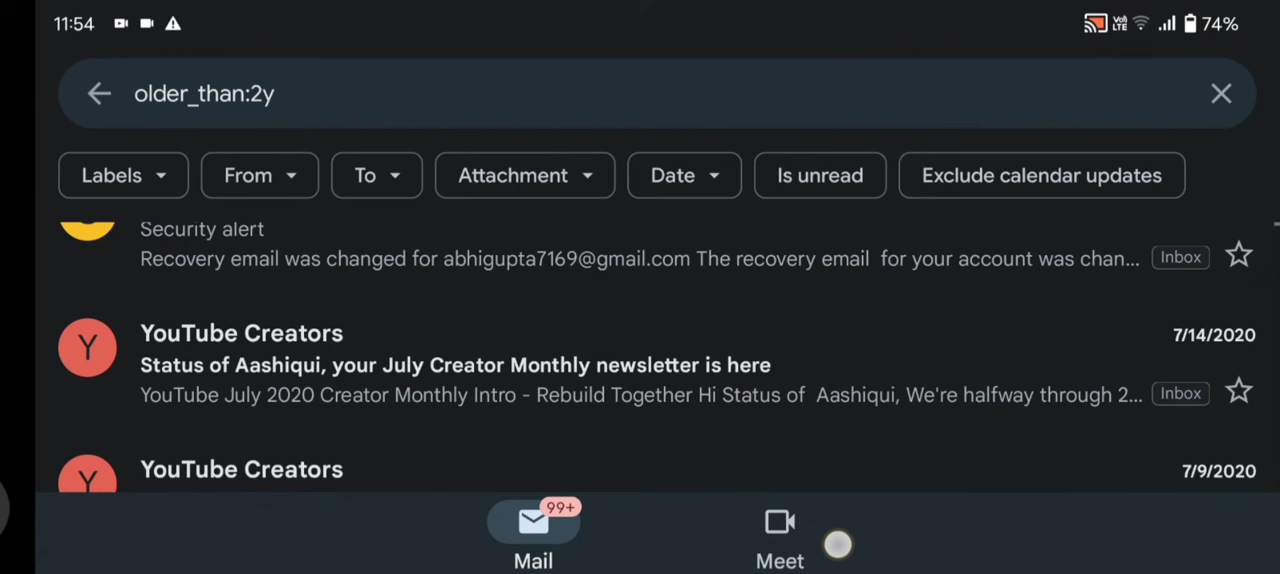 11:54
Vo) LTE
74%
older_than:2y
Labels
From
To
Attachment
Date
Is unread
Exclude calendar updates
Security alert
Recovery email was changed for abhigupta7169@gmail.com The recovery email for your account was chan...
Inbox
YouTube Creators
7/14/2020
Y
Status of Aashiqui, your July Creator Monthly newsletter is here
YouTube July 2020 Creator Monthly Intro - Rebuild Together Hi Status of Aashiqui, We're halfway through 2...
Inbox
YouTube Creators
7/9/2020
Y
99+
Mail
Meet